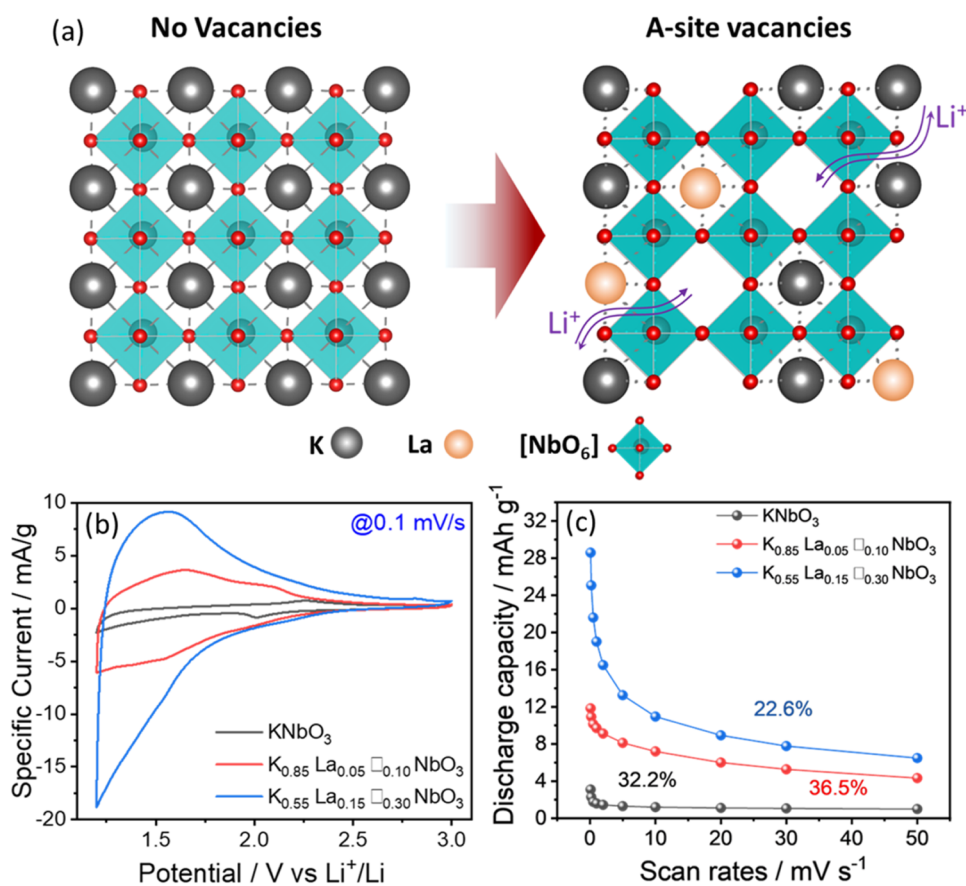 (a)
No Vacancies
A-site vacancies
Li⁺
Li⁺
K
La
[NbO₆]
(b)
@0.1 mV/s
Specific Current / mA/g
10
5
0
-5
-10
-15
-20
KNbO₃
K₀.₈₅ La₀.₀₅ □₀.₁₀ NbO₃
K₀.₅₅ La₀.₁₅ □₀.₃₀ NbO₃
1.5
2.0
2.5
3.0
Potential / V vs Li⁺/Li
(c)
Discharge capacity / mAh g⁻¹
32
28
24
20
16
12
8
4
0
KNbO₃
K₀.₈₅ La₀.₀₅ □₀.₁₀ NbO₃
K₀.₅₅ La₀.₁₅ □₀.₃₀ NbO₃
22.6%
32.2%
36.5%
0
10
20
30
40
50
Scan rates / mV s⁻¹